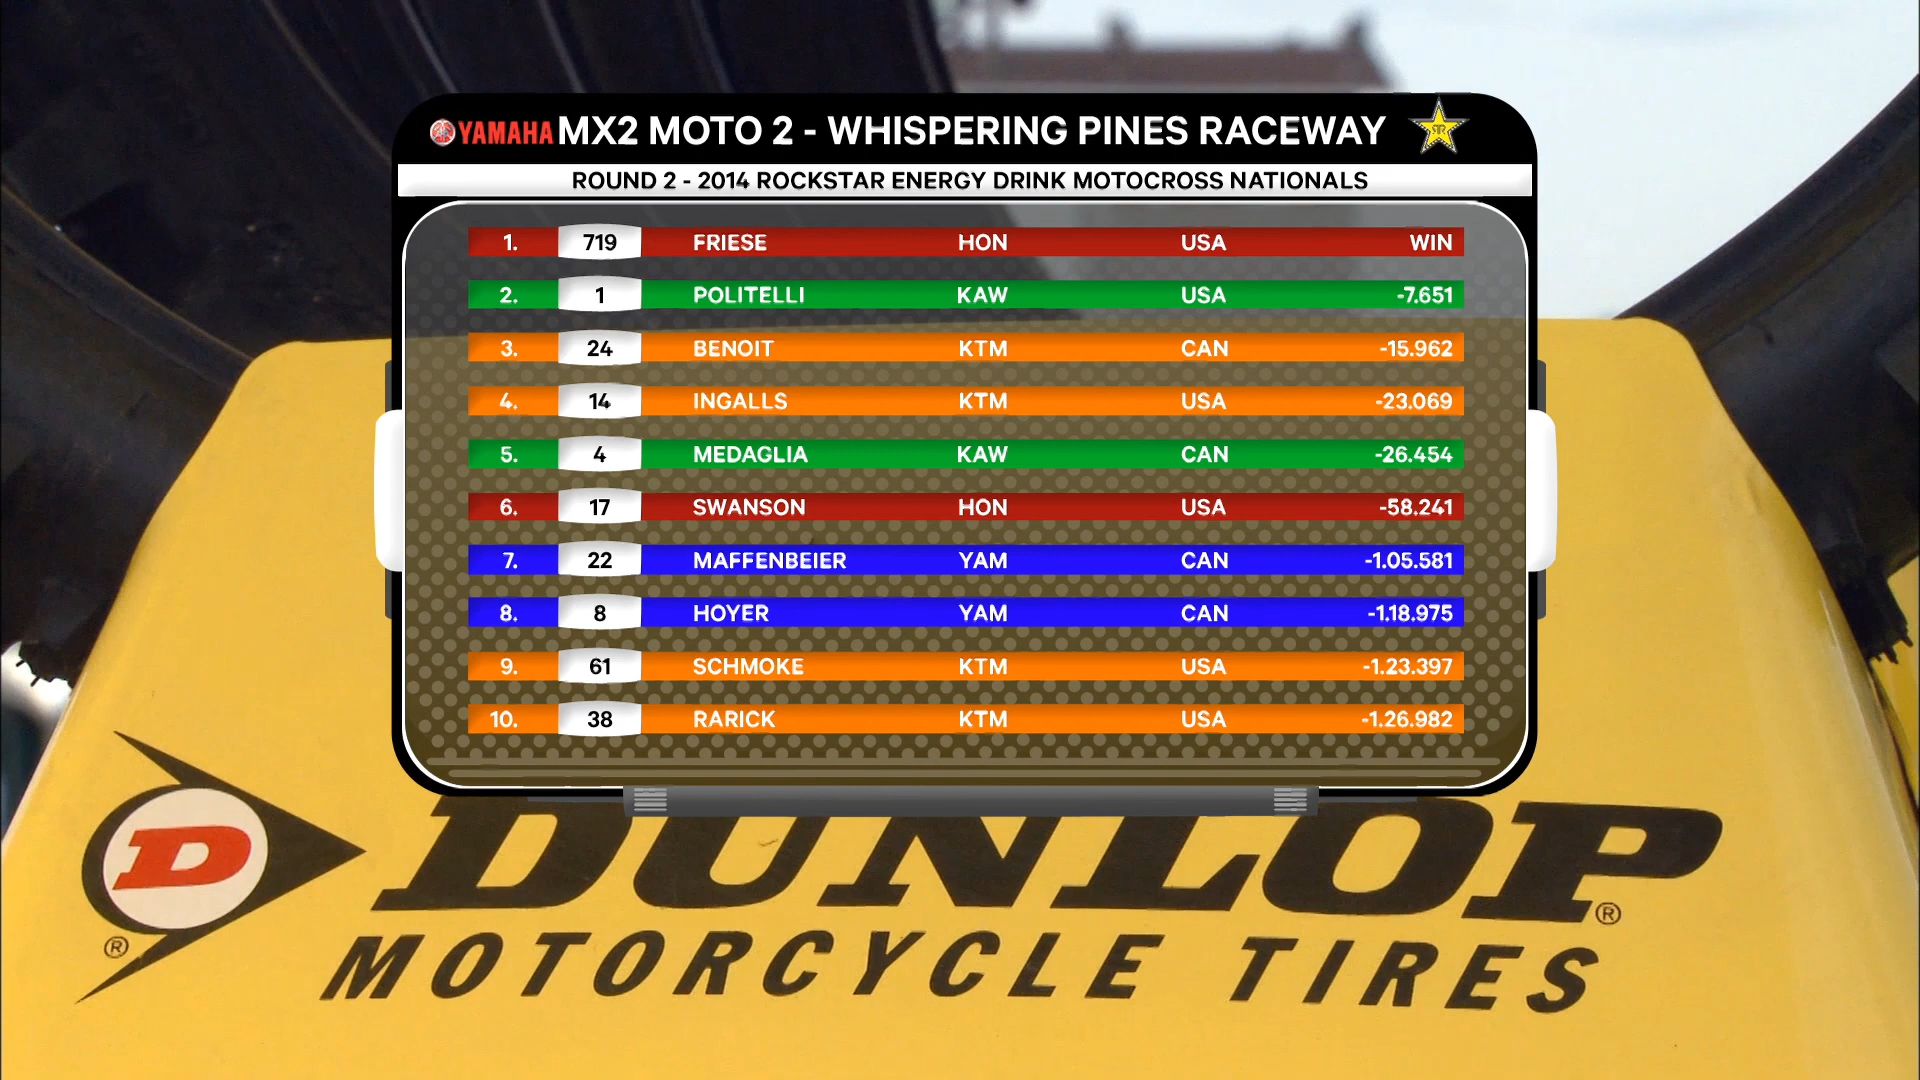 YAMAHA MX2 MOTO 2 - WHISPERING PINES RACEWAY
ROUND 2 - 2014 ROCKSTAR ENERGY DRINK MOTOCROSS NATIONALS
1. 719 FRIESE HON USA WIN
2. 1 POLITELLI KAW USA -7.651
3. 24 BENOIT KTM CAN -15.962
4. 14 INGALLS KTM USA -23.069
5. 4 MEDAGLIA KAW CAN -26.454
6. 17 SWANSON HON USA -58.241
7. 22 MAFFENBEIER YAM CAN -1.05.581
8. 8 HOYER YAM CAN -1.18.975
9. 61 SCHMOKE KTM USA -1.23.397
10. 38 RARICK KTM USA -1.26.982
D DUNLOP®
® MOTORCYCLE TIRES